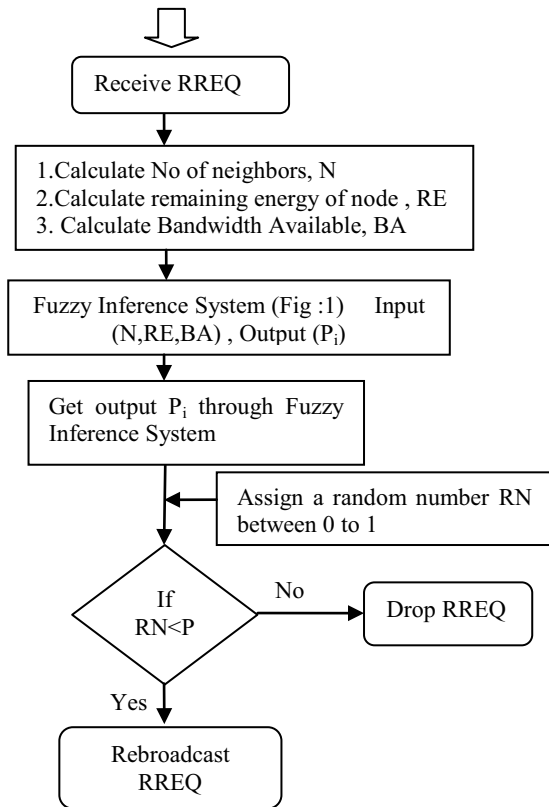 Receive RREQ
1.Calculate No of neighbors, N
2.Calculate remaining energy of node , RE
3. Calculate Bandwidth Available, BA
Fuzzy Inference System (Fig :1) Input
(N,RE,BA) , Output (Pi)
Get output Pi through Fuzzy
Inference System
Assign a random number RN
between 0 to 1
If
RN<P
No
Drop RREQ
Yes
Rebroadcast
RREQ